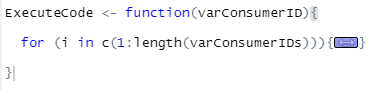 ExecuteCode <- function(varConsumerID){
for (i in c(1:length(varConsumerIDs))){}
}